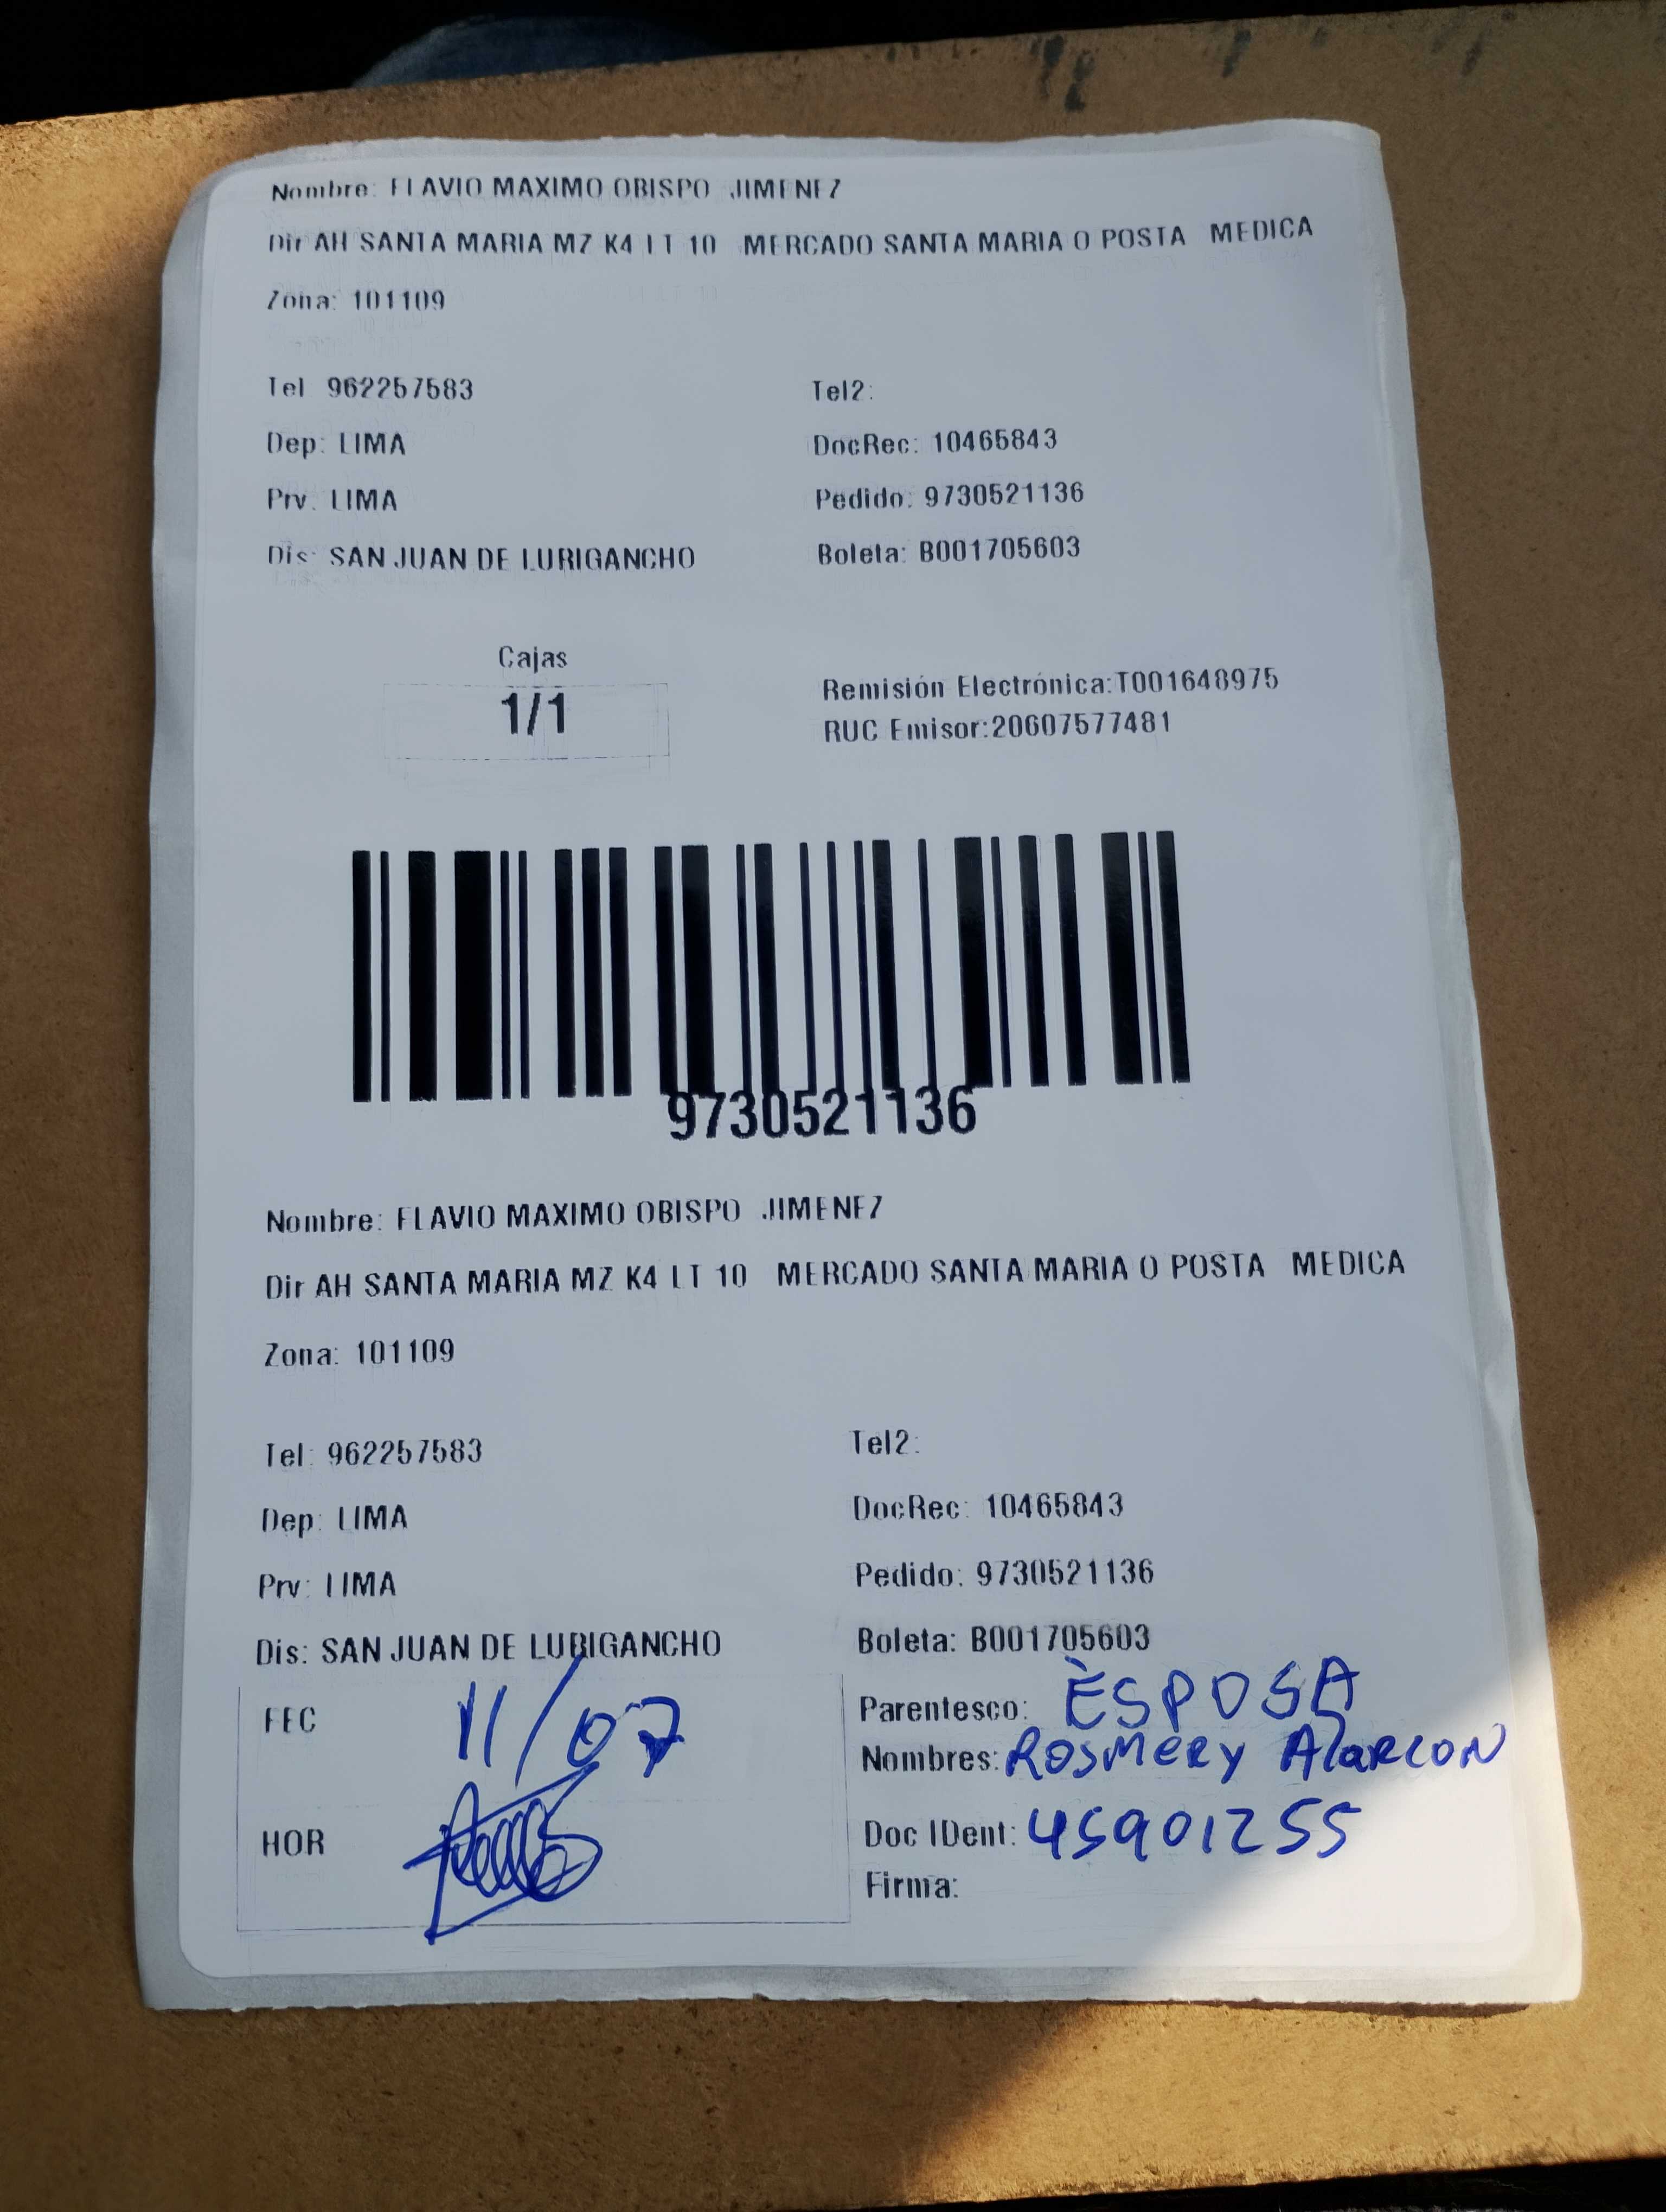 Nombre: FLAVIO MAXIMO OBISPO JIMENEZ
Dir AH SANTA MARIA MZ K4 LT 10 MERCADO SANTA MARIA O POSTA MEDICA
Zona: 101109
Tel 962257583 Tel2:
Dep: LIMA DocRec: 10465843
Prv: LIMA Pedido: 9730521136
Dis: SAN JUAN DE LURIGANCHO Boleta: B001705603
Cajas
1/1
Remisión Electrónica:T001648975
RUC Emisor:20607577481
9730521136
Nombre: FLAVIO MAXIMO OBISPO JIMENEZ
Dir AH SANTA MARIA MZ K4 LT 10 MERCADO SANTA MARIA O POSTA MEDICA
Zona: 101109
Tel: 962257583 Tel2:
Dep: LIMA DocRec: 10465843
Prv: LIMA Pedido: 9730521136
Dis: SAN JUAN DE LURIGANCHO Boleta: B001705603
FEC 11/07
Parentesco: ESPOSA
Nombres: ROSMERY AlARCON
HOR
Doc IDent: 45901255
Firma: